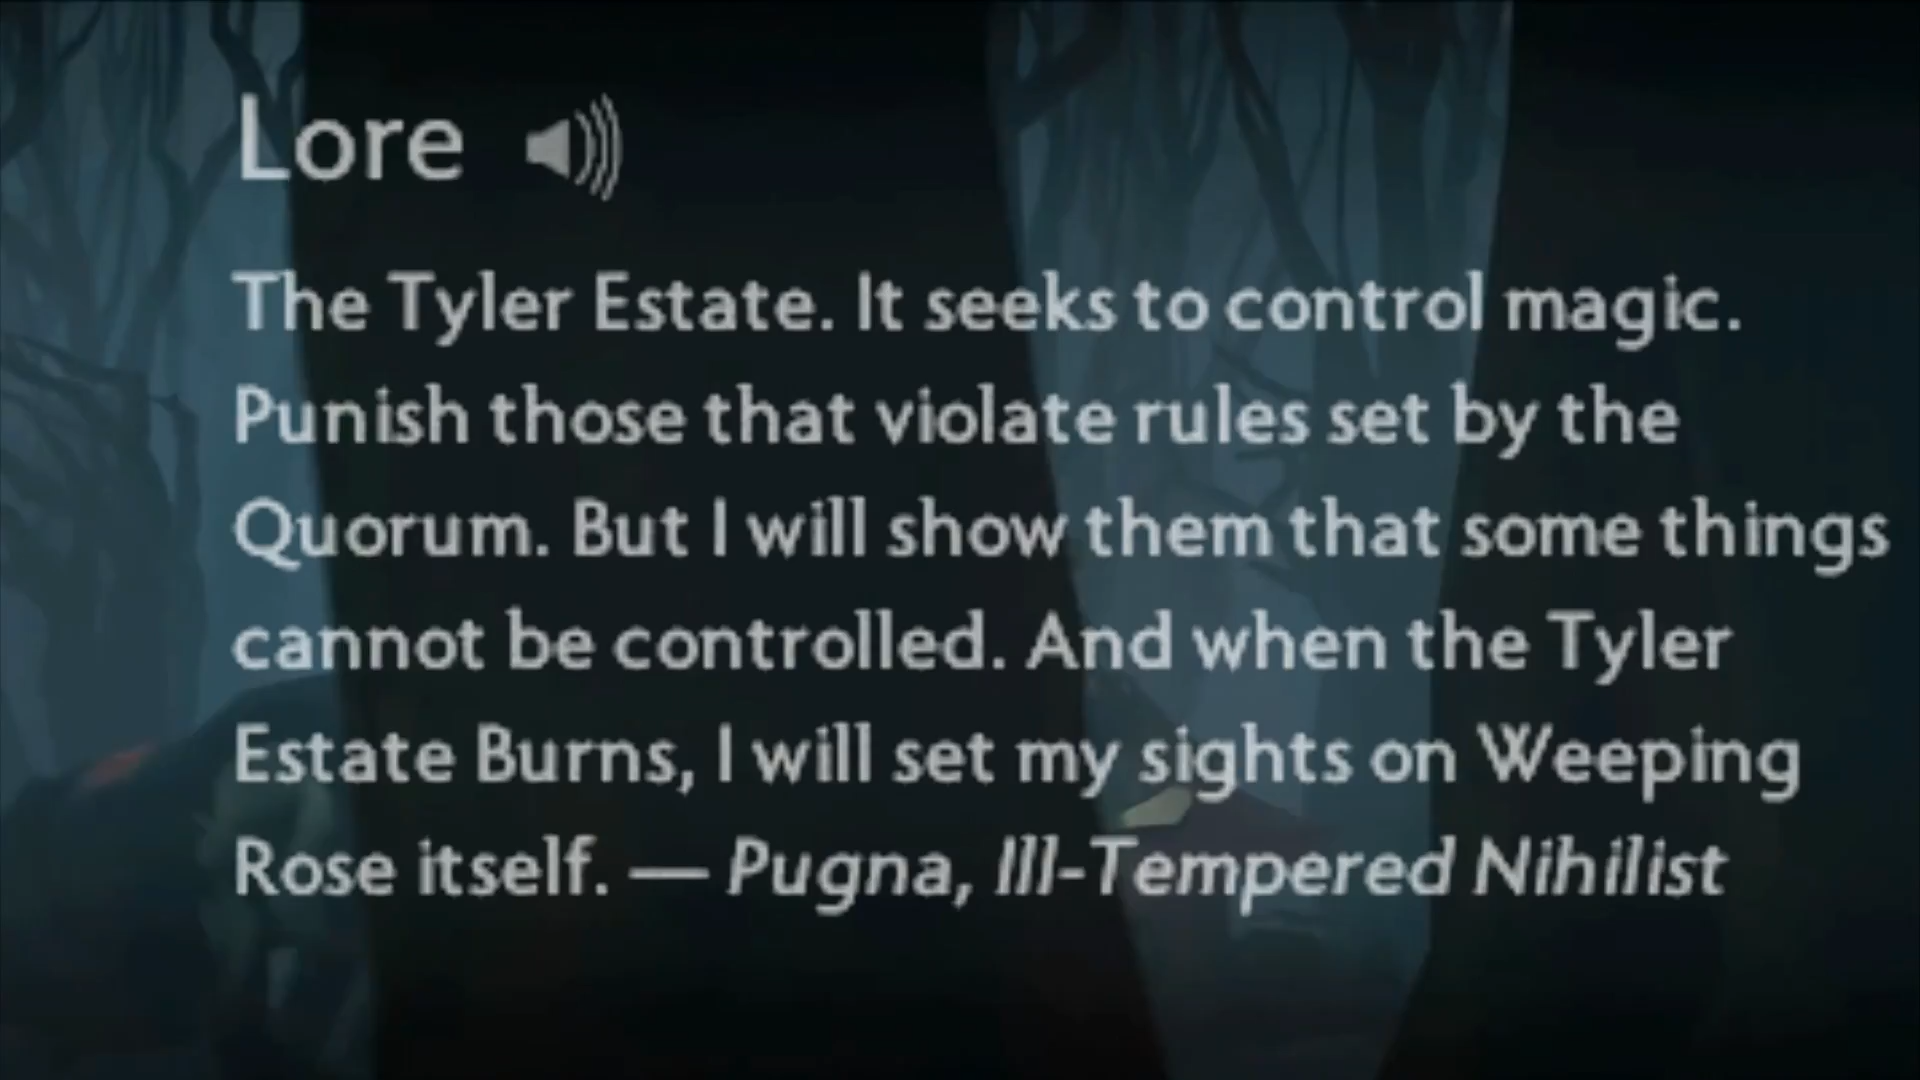 Lore
The Tyler Estate. It seeks to control magic.
Punish those that violate rules set by the
Quorum. But I will show them that some things
cannot be controlled. And when the Tyler
Estate Burns, I will set my sights on Weeping
Rose itself. — Pugna, Ill-Tempered Nihilist